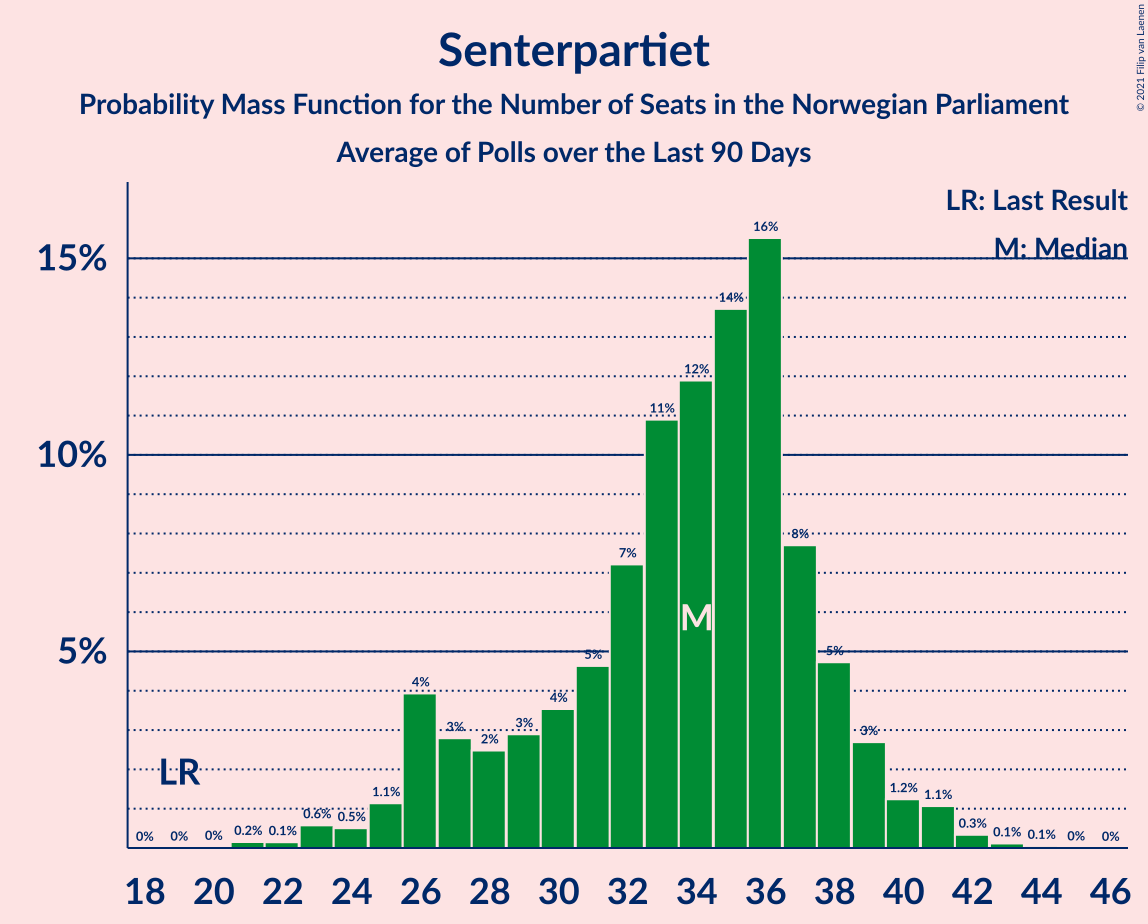 Senterpartiet
Probability Mass Function for the Number of Seats in the Norwegian Parliament
Average of Polls over the Last 90 Days
© 2021 Filip van Laenen
LR: Last Result
M: Median
15%
10%
5%
0% 0% 0% 0.2% 0.1% 0.6% 0.5% 1.1% 4% 3% 2% 3% 4% 5% 7% 11% 12% 14% 16% 8% 5% 3% 1.2% 1.1% 0.3% 0.1% 0.1% 0% 0%
LR
M
18 20 22 24 26 28 30 32 34 36 38 40 42 44 46